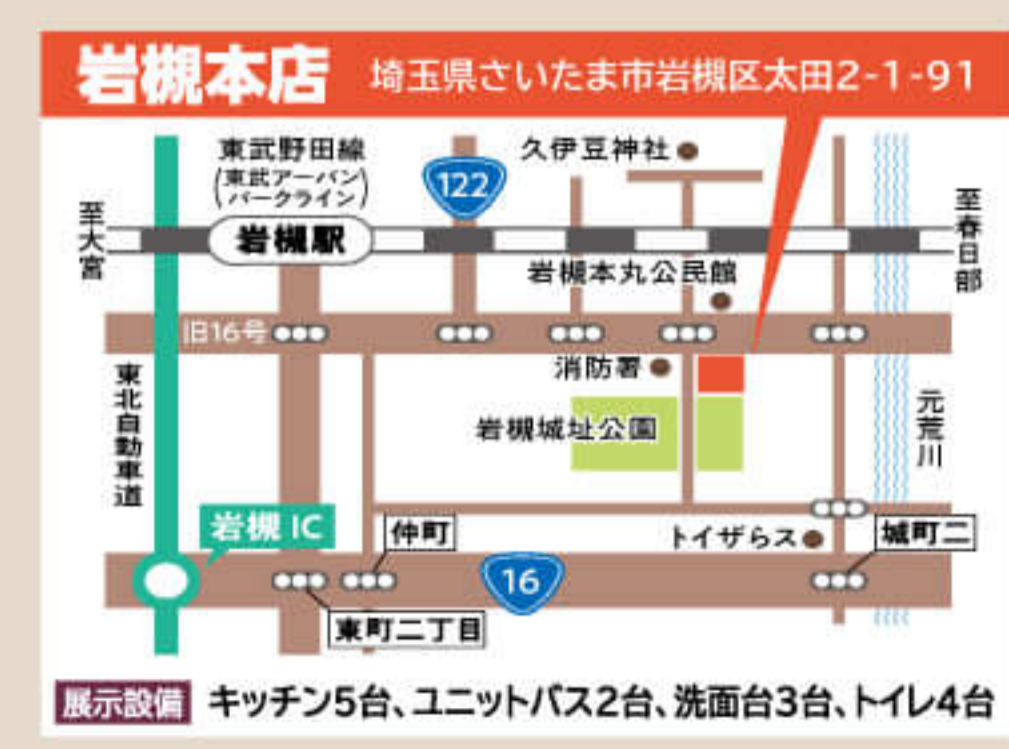 岩槻本店 埼玉県さいたま市岩槻区太田2-1-91
東武野田線
(東武アーバン
パークライン)
122
久伊豆神社
至大宮
岩槻駅
至春日部
岩槻本丸公民館
旧16号
消防署
東北自動車道
岩槻城址公園
元荒川
岩槻 IC
仲町
トイザらス
城町二
16
東町二丁目
展示設備 キッチン5台、ユニットバス2台、洗面台3台、トイレ4台